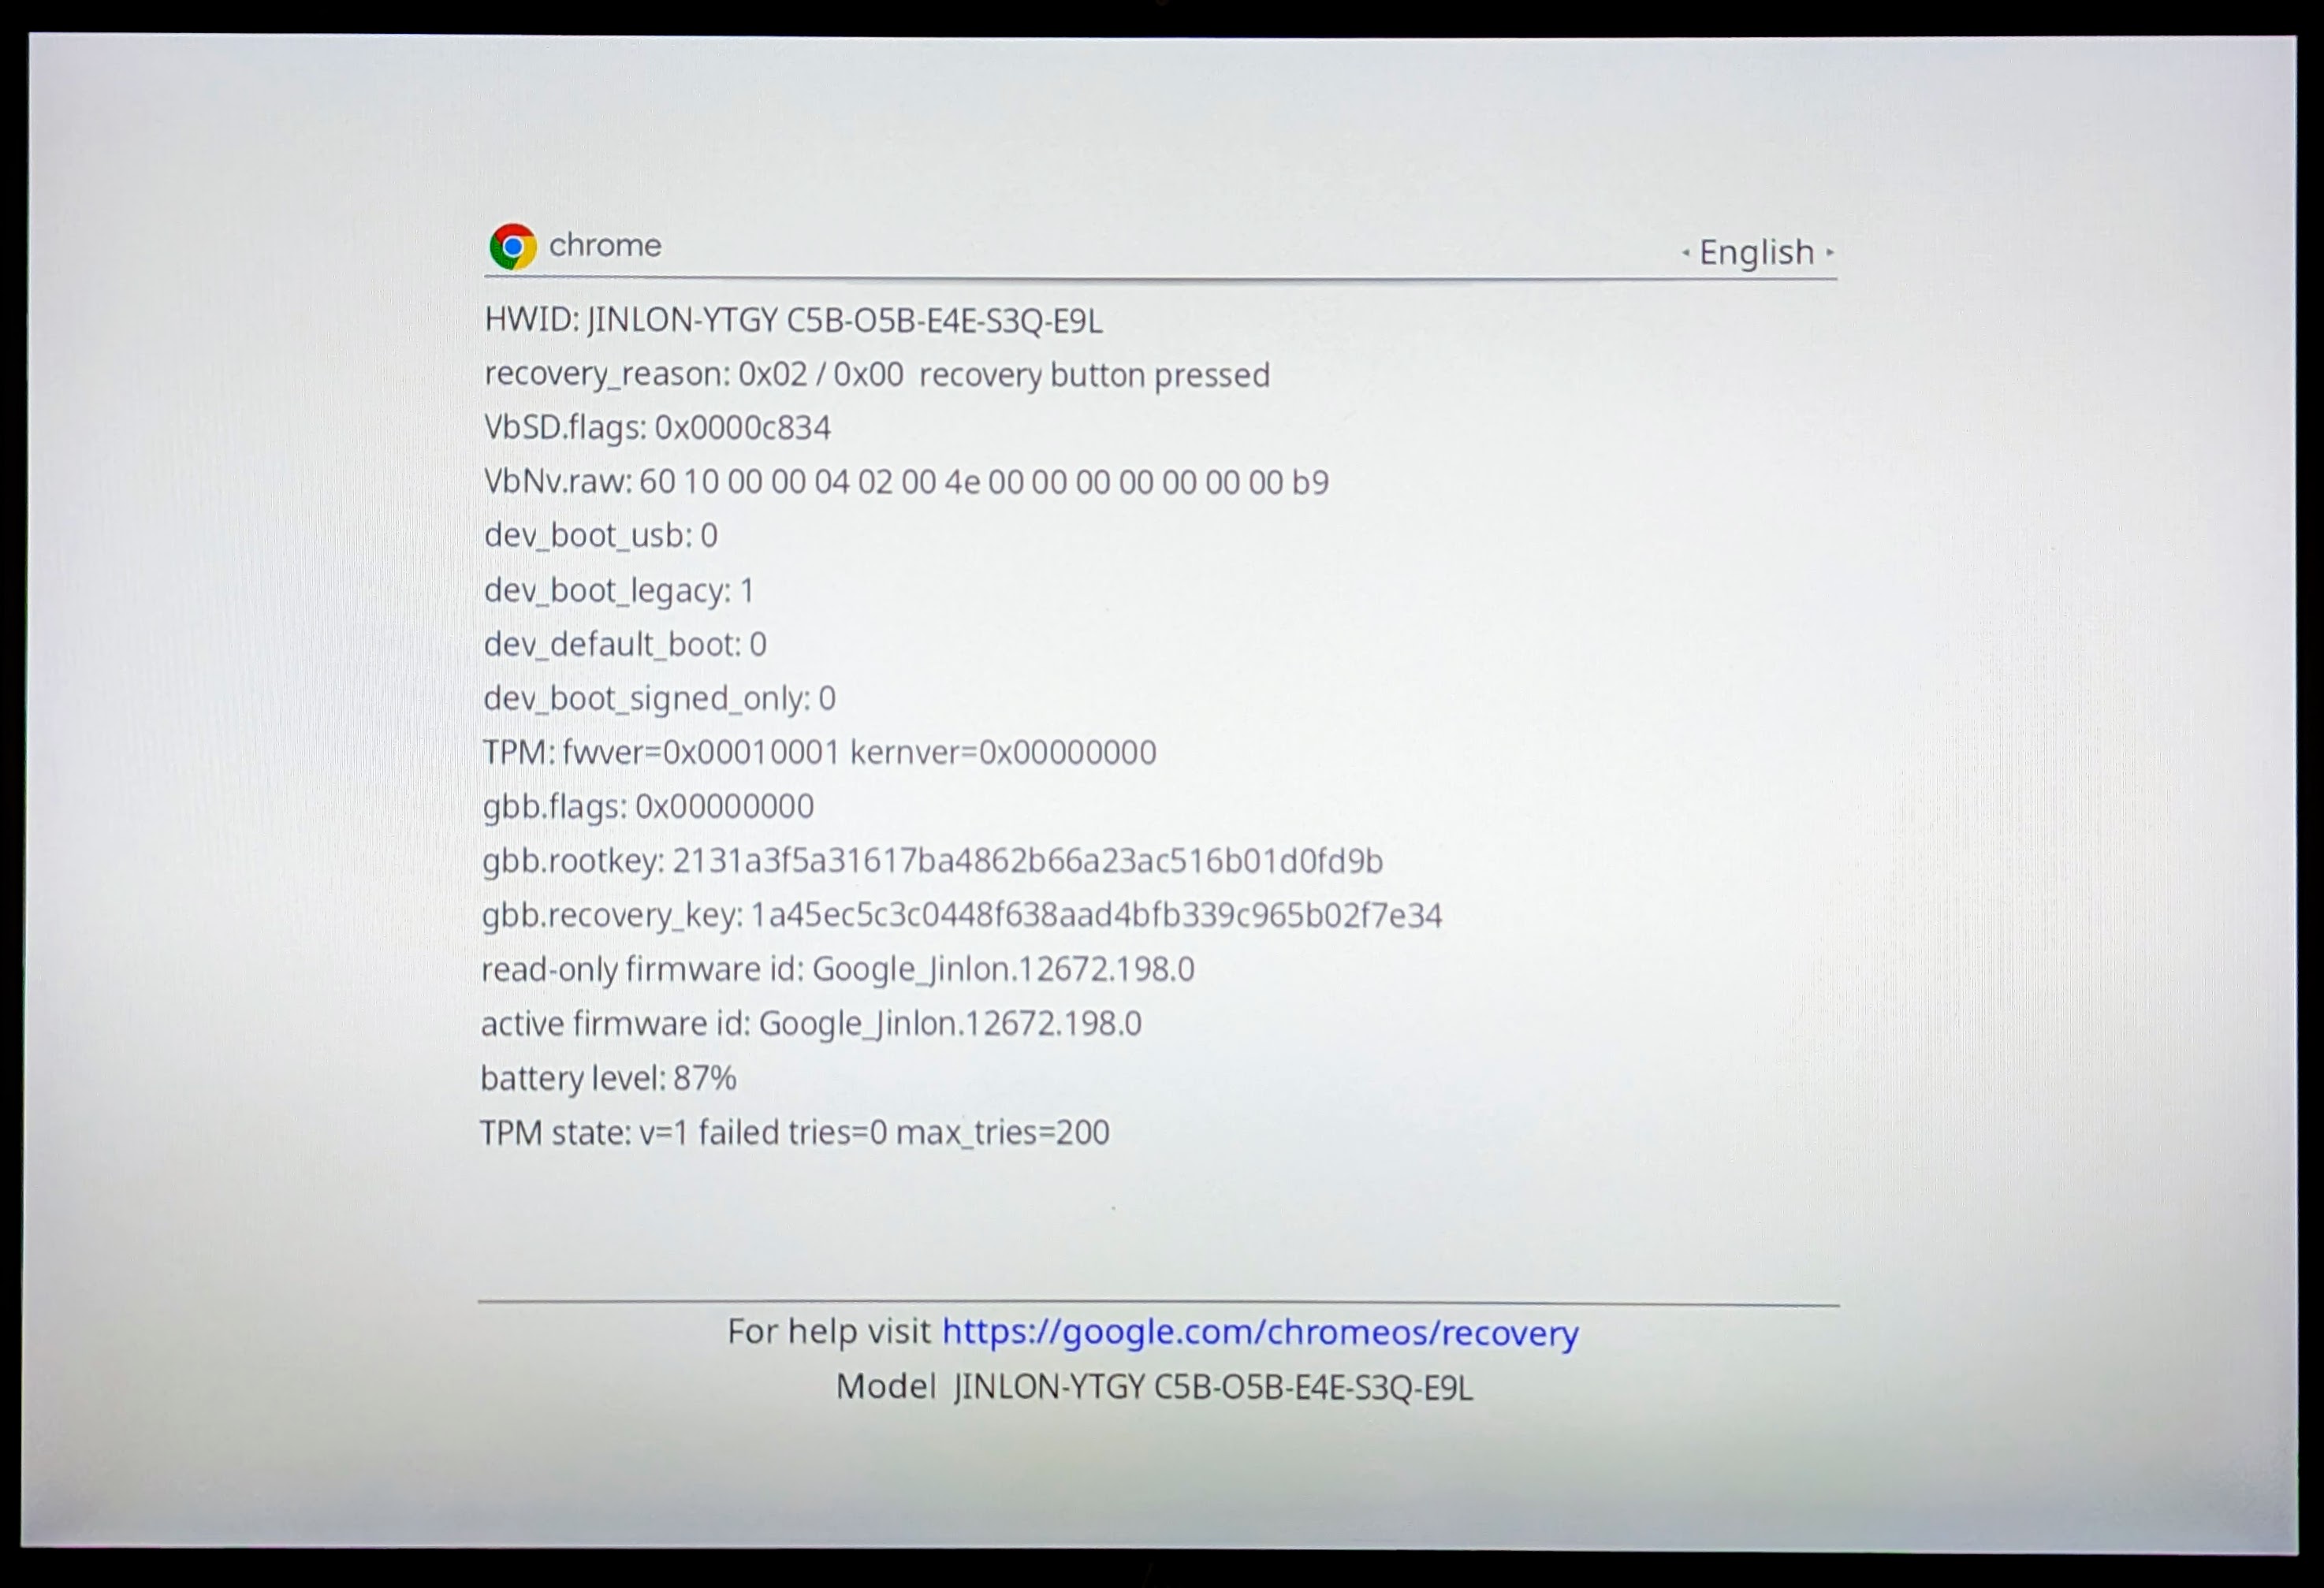 chrome
English
HWID: JINLON-YTGY C5B-O5B-E4E-S3Q-E9L
recovery_reason: 0x02 / 0x00 recovery button pressed
VbSD.flags: 0x0000c834
VbNv.raw: 60 10 00 00 04 02 00 4e 00 00 00 00 00 00 00 b9
dev_boot_usb: 0
dev_boot_legacy: 1
dev_default_boot: 0
dev_boot_signed_only: 0
TPM: fwver=0x00010001 kernver=0x00000000
gbb.flags: 0x00000000
gbb.rootkey: 2131a3f5a31617ba4862b66a23ac516b01d0fd9b
gbb.recovery_key: 1a45ec5c3c0448f638aad4bfb339c965b02f7e34
read-only firmware id: Google_Jinlon.12672.198.0
active firmware id: Google_Jinlon.12672.198.0
battery level: 87%
TPM state: v=1 failed tries=0 max_tries=200
For help visit https://google.com/chromeos/recovery
Model JINLON-YTGY C5B-O5B-E4E-S3Q-E9L